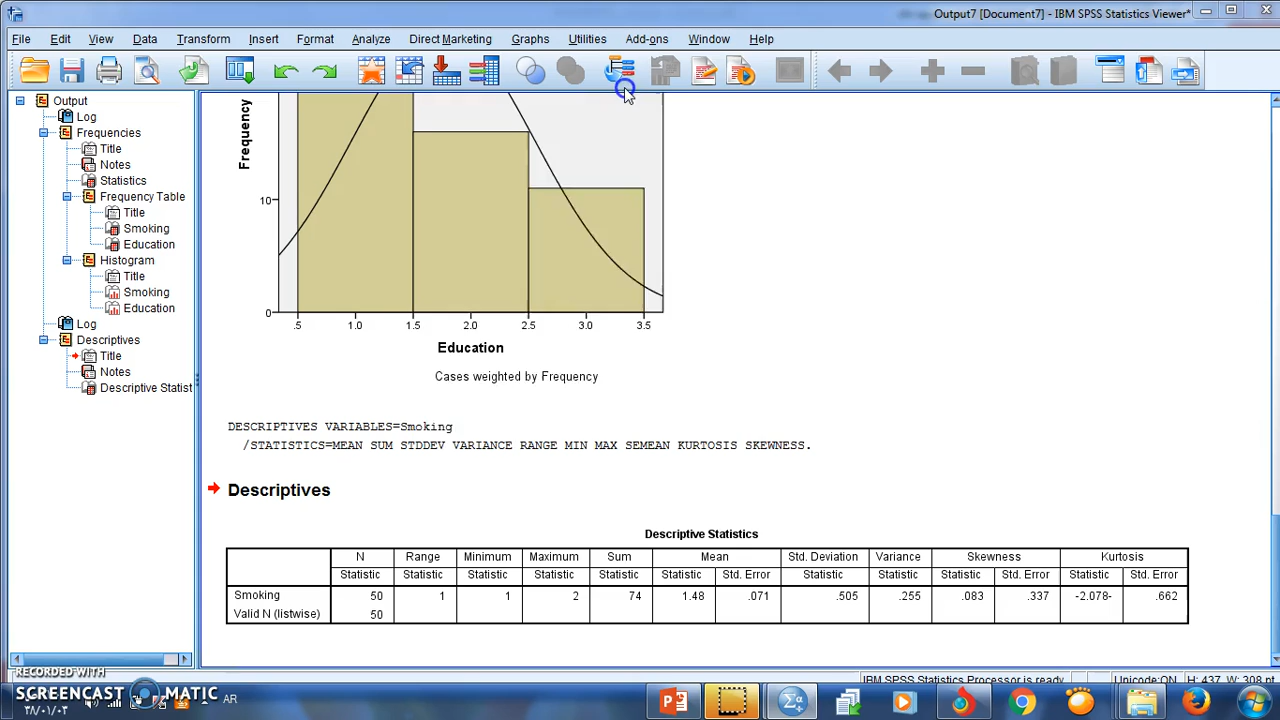 Output7 [Document7] - IBM SPSS Statistics Viewer*
File Edit View Data Transform Insert Format Analyze Direct Marketing Graphs Utilities Add-ons Window Help
Output
Log
Frequencies
Title
Notes
Statistics
Frequency Table
Title
Smoking
Education
Histogram
Title
Smoking
Education
Log
Descriptives
Title
Notes
Descriptive Statist
Frequency
10
0
.5 1.0 1.5 2.0 2.5 3.0 3.5
Education
Cases weighted by Frequency
DESCRIPTIVES VARIABLES=Smoking
/STATISTICS=MEAN SUM STDDEV VARIANCE RANGE MIN MAX SEMEAN KURTOSIS SKEWNESS.
Descriptives
Descriptive Statistics
N Range Minimum Maximum Sum Mean Std. Deviation Variance Skewness Kurtosis
Statistic Statistic Statistic Statistic Statistic Statistic Std. Error Statistic Statistic Statistic Std. Error Statistic Std. Error
Smoking 50 1 1 2 74 1.48 .071 .505 .255 .083 .337 -2.078- .662
Valid N (listwise) 50
IBM SPSS Statistics Processor is ready Unicode:ON H: 437, W: 308 pt.
RECORDED WITH
SCREENCAST MATIC
AR